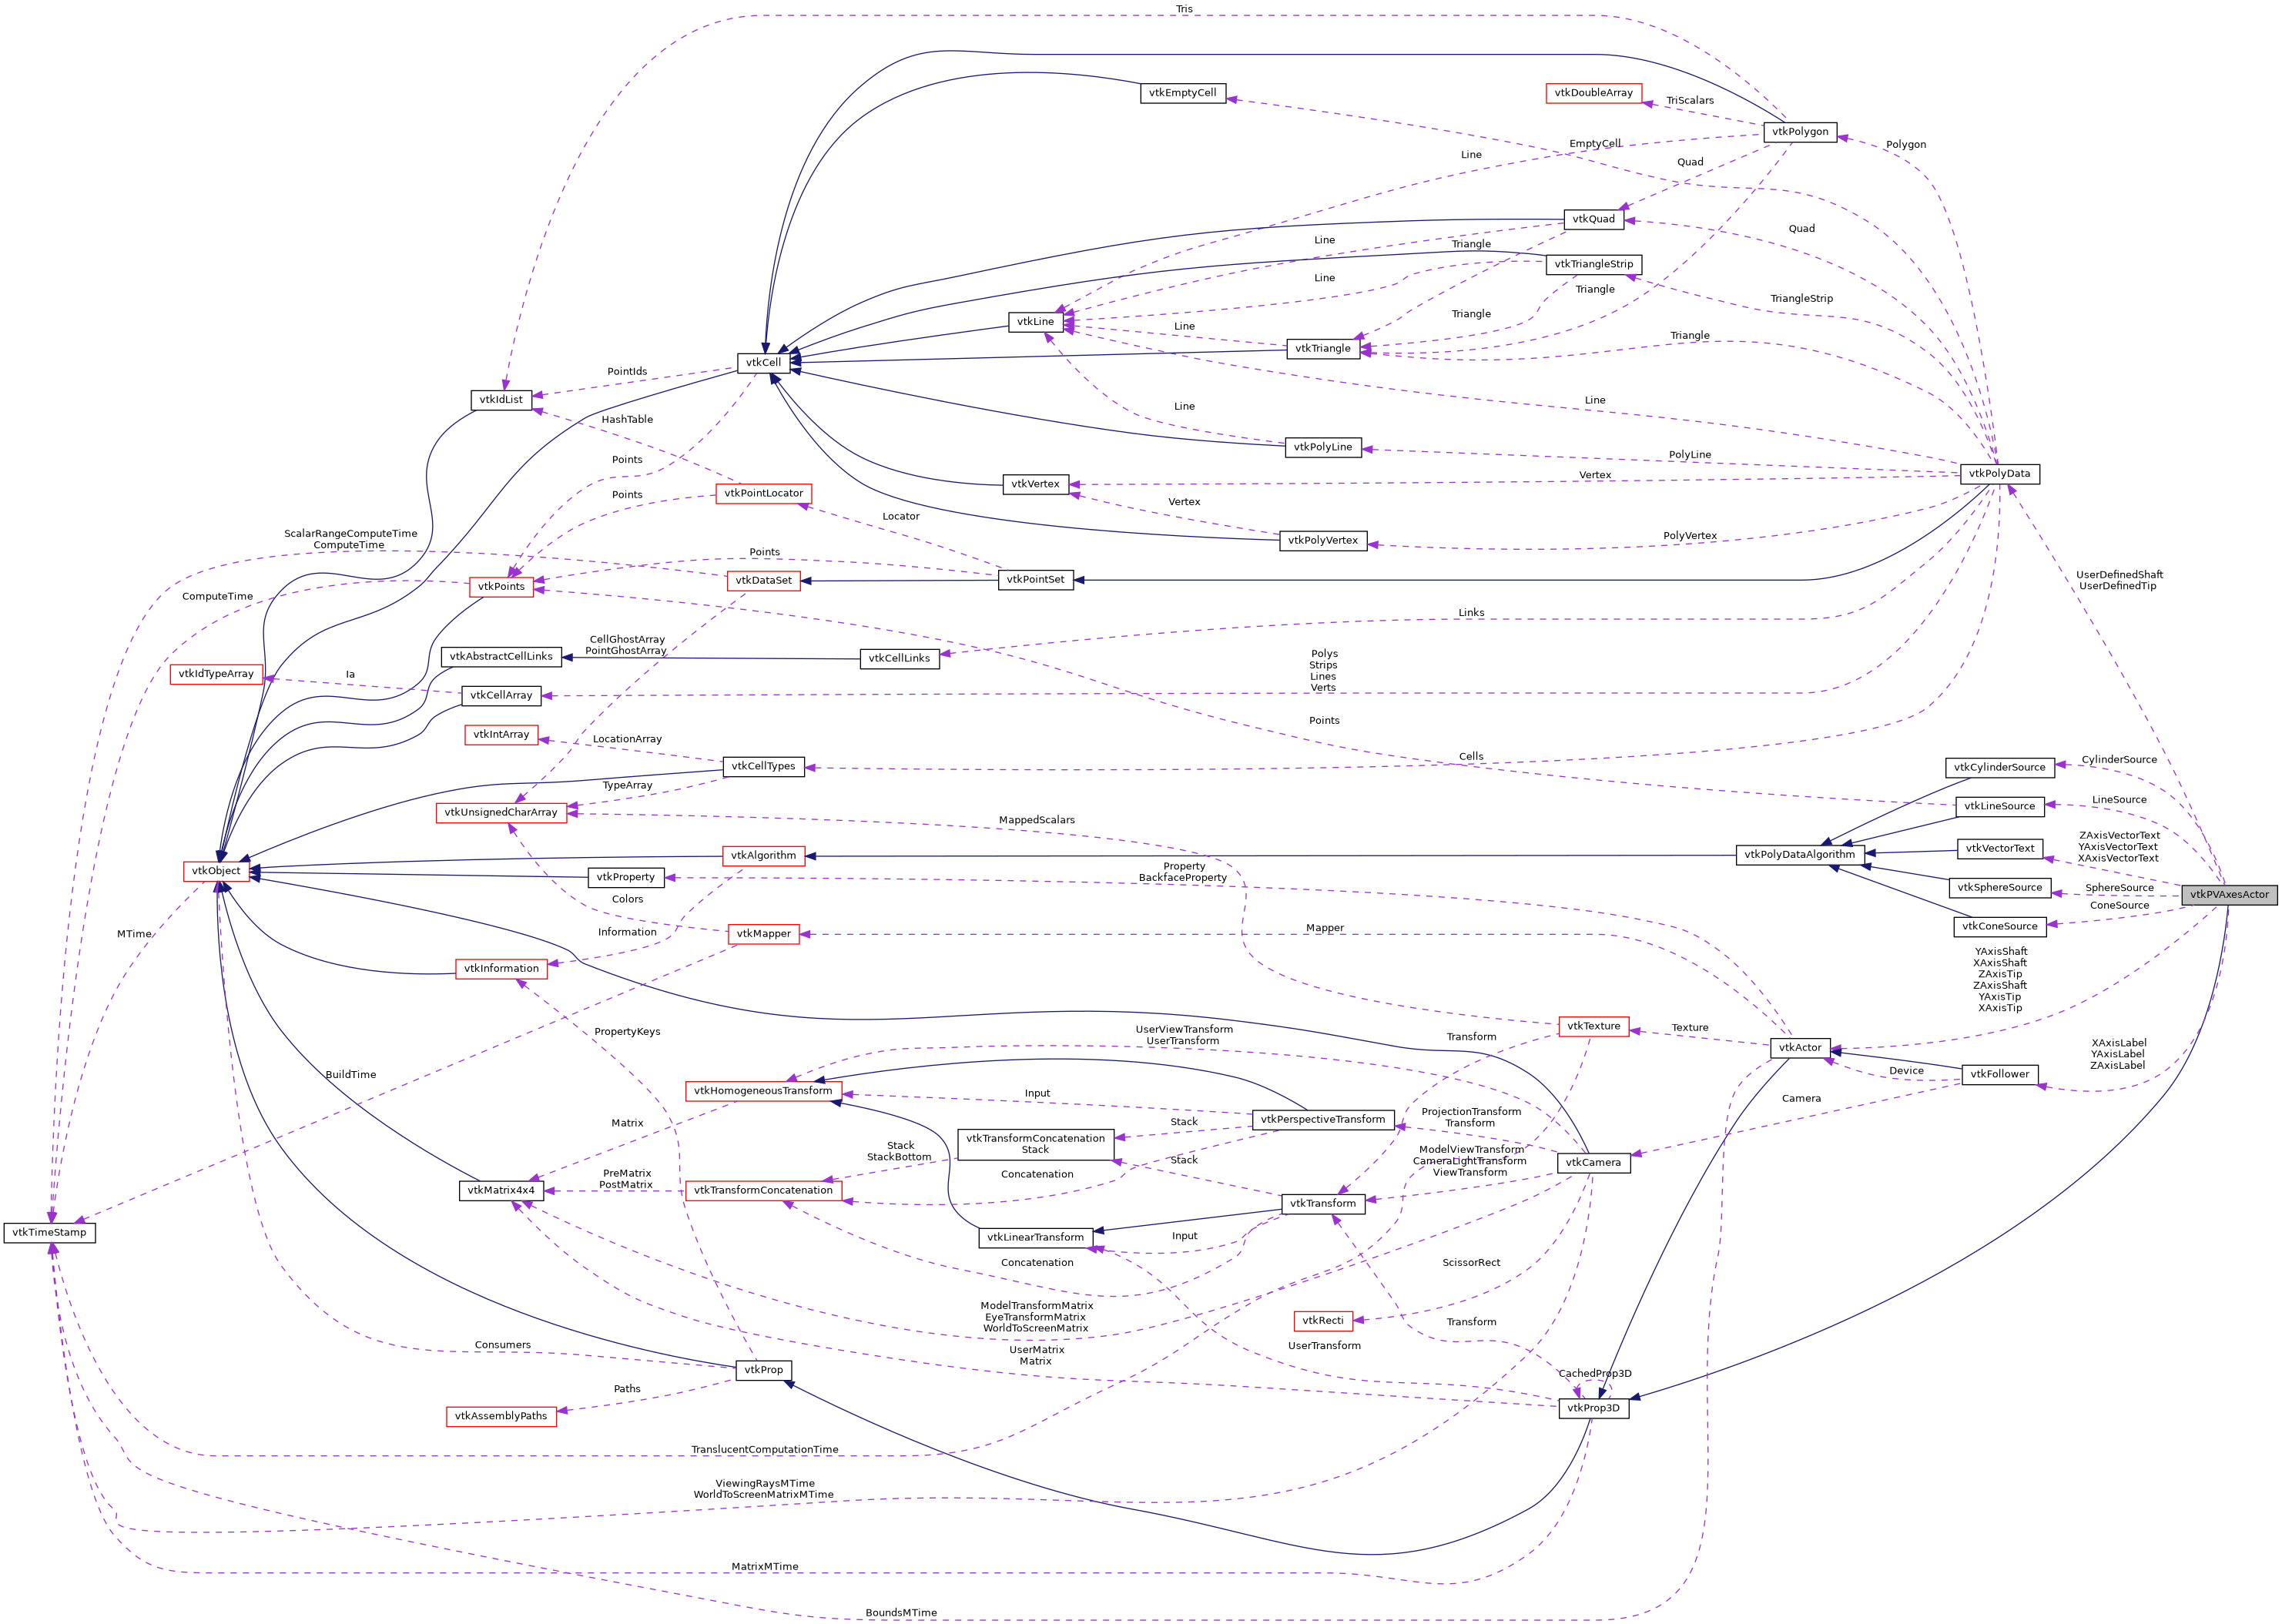 Tris
vtkEmptyCell
vtkDoubleArray
TriScalars
vtkPolygon
EmptyCell
Polygon
Line
Quad
vtkQuad
Quad
Line
Triangle
vtkTriangleStrip
Line
Triangle
TriangleStrip
vtkLine
Triangle
Line
Triangle
vtkTriangle
vtkCell
PointIds
vtkIdList
Line
Line
HashTable
vtkPolyLine
PolyLine
Points
vtkPolyData
Vertex
vtkVertex
vtkPointLocator
Points
Vertex
Locator
ScalarRangeComputeTime
ComputeTime
vtkPolyVertex
PolyVertex
Points
UserDefinedShaft
UserDefinedTip
vtkDataSet
vtkPointSet
vtkPoints
ComputeTime
Links
CellGhostArray
PointGhostArray
vtkAbstractCellLinks
vtkCellLinks
Polys
Strips
Lines
Verts
vtkIdTypeArray
Ia
vtkCellArray
Points
vtkIntArray
LocationArray
Cells
CylinderSource
vtkCellTypes
vtkCylinderSource
TypeArray
LineSource
vtkLineSource
vtkUnsignedCharArray
MappedScalars
ZAxisVectorText
YAxisVectorText
XAxisVectorText
vtkVectorText
vtkAlgorithm
vtkPolyDataAlgorithm
Property
BackfaceProperty
vtkObject
vtkProperty
vtkSphereSource
SphereSource
vtkPVAxesActor
Colors
ConeSource
vtkConeSource
MTime
Information
vtkMapper
Mapper
YAxisShaft
XAxisShaft
ZAxisTip
ZAxisShaft
YAxisTip
XAxisTip
vtkInformation
PropertyKeys
UserViewTransform
UserTransform
vtkTexture
Texture
Transform
vtkActor
XAxisLabel
YAxisLabel
ZAxisLabel
BuildTime
Device
vtkFollower
vtkHomogeneousTransform
Input
Camera
Matrix
vtkPerspectiveTransform
ProjectionTransform
Transform
Stack
vtkTransformConcatenation
Stack
Stack
StackBottom
Stack
ModelViewTransform
CameraLightTransform
ViewTransform
vtkCamera
PreMatrix
PostMatrix
Concatenation
vtkMatrix4x4
vtkTransformConcatenation
vtkTransform
vtkTimeStamp
vtkLinearTransform
Input
Concatenation
ScissorRect
ModelTransformMatrix
EyeTransformMatrix
WorldToScreenMatrix
vtkRecti
Transform
Consumers
UserMatrix
Matrix
UserTransform
vtkProp
CachedProp3D
Paths
vtkAssemblyPaths
vtkProp3D
TranslucentComputationTime
ViewingRaysMTime
WorldToScreenMatrixMTime
MatrixMTime
BoundsMTime